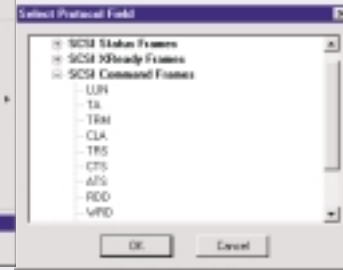 Select Protocol Field
SCSI Status Frames
SCSI XReady Frames
SCSI Command Frames
LUN
TA
TRM
CLA
TRS
CTS
ATS
RDD
WRD
OK
Cancel